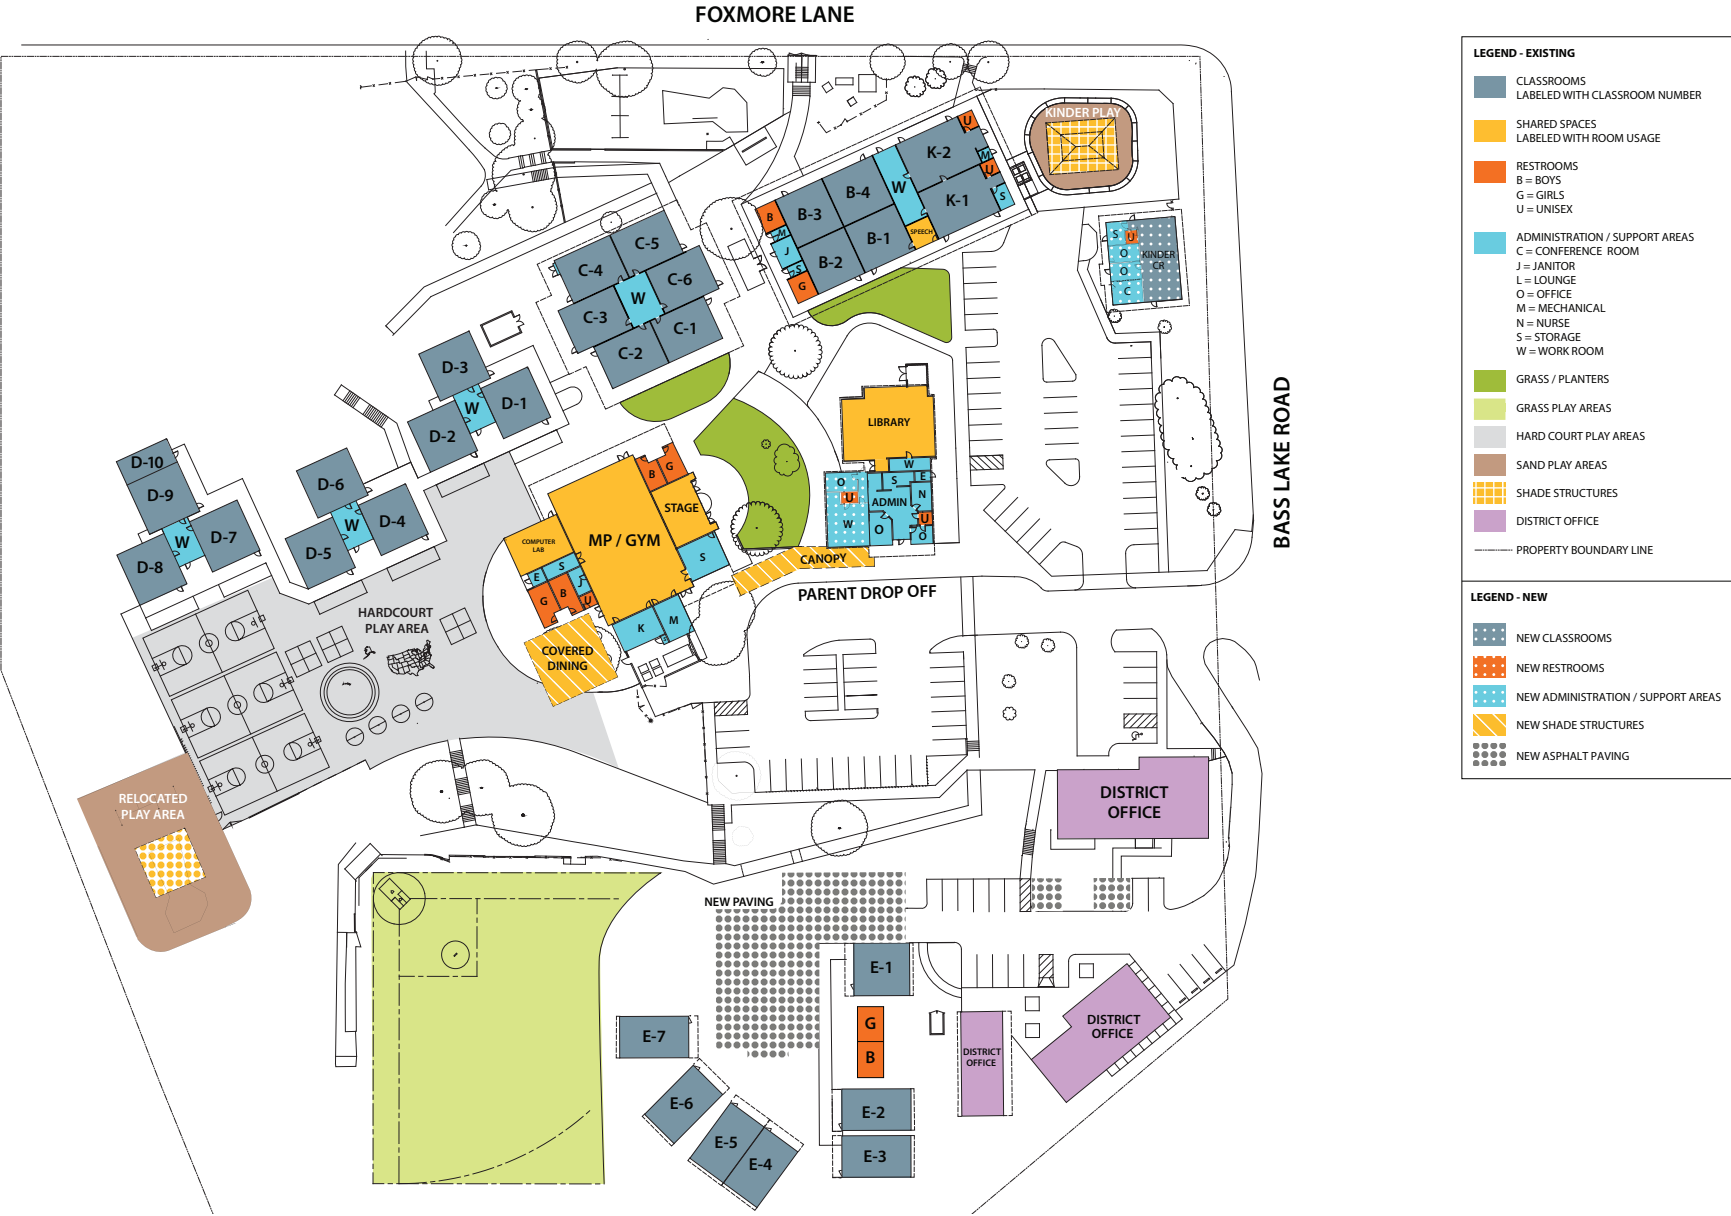 FOXMORE LANE
KINDER PLAY
U
K-2
M
U
W
B-4
K-1
S
B-3
B
M
B-1
SPEECH
J
B-2
S
G
C-5
C-4
C-6
W
C-3
C-1
C-2
S
U
O
KINDER
CR
O
C
D-3
D-1
W
D-2
BASS LAKE ROAD
LIBRARY
W
O
S
E
U
N
ADMIN
W
O
U
O
D-10
D-9
D-6
D-7
D-4
W
W
D-5
D-8
B
G
STAGE
MP / GYM
COMPUTER
LAB
S
S
E
J
G
B
U
K
M
CANOPY
PARENT DROP OFF
HARDCOURT
PLAY AREA
COVERED
DINING
RELOCATED
PLAY AREA
DISTRICT
OFFICE
NEW PAVING
E-1
G
B
E-7
E-6
E-5
E-4
E-2
E-3
DISTRICT
OFFICE
DISTRICT
OFFICE
LEGEND - EXISTING
CLASSROOMS
LABELED WITH CLASSROOM NUMBER
SHARED SPACES
LABELED WITH ROOM USAGE
RESTROOMS
B = BOYS
G = GIRLS
U = UNISEX
ADMINISTRATION / SUPPORT AREAS
C = CONFERENCE ROOM
J = JANITOR
L = LOUNGE
O = OFFICE
M = MECHANICAL
N = NURSE
S = STORAGE
W = WORK ROOM
GRASS / PLANTERS
GRASS PLAY AREAS
HARD COURT PLAY AREAS
SAND PLAY AREAS
SHADE STRUCTURES
DISTRICT OFFICE
PROPERTY BOUNDARY LINE
LEGEND - NEW
NEW CLASSROOMS
NEW RESTROOMS
NEW ADMINISTRATION / SUPPORT AREAS
NEW SHADE STRUCTURES
NEW ASPHALT PAVING